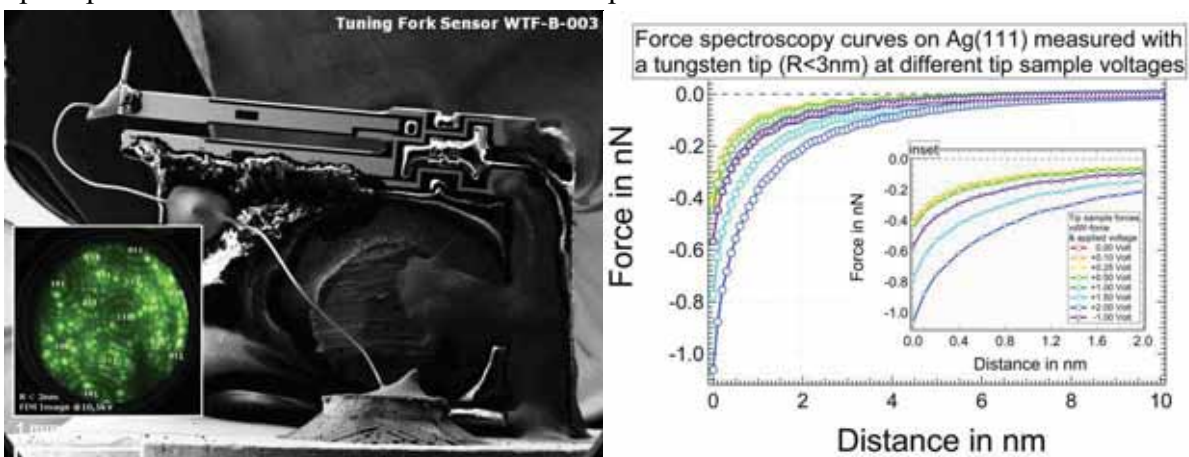 Tuning Fork Sensor WTF-B-003
R < 3nm
FIM Image @10,5kV
1 mm
Force spectroscopy curves on Ag(111) measured with
a tungsten tip (R<3nm) at different tip sample voltages
Force in nN
0.0
-0.2
-0.4
-0.6
-0.8
-1.0
0
2
4
6
8
10
Distance in nm
inset
Force in nN
0.0
-0.2
-0.4
-0.6
-0.8
-1.0
0.0
0.4
0.8
1.2
1.6
2.0
Distance in nm
Tip sample forces
& applied voltage
0.00 Volt
+0.10 Volt
+0.25 Volt
+0.50 Volt
+1.00 Volt
+1.50 Volt
+2.00 Volt
-1.00 Volt